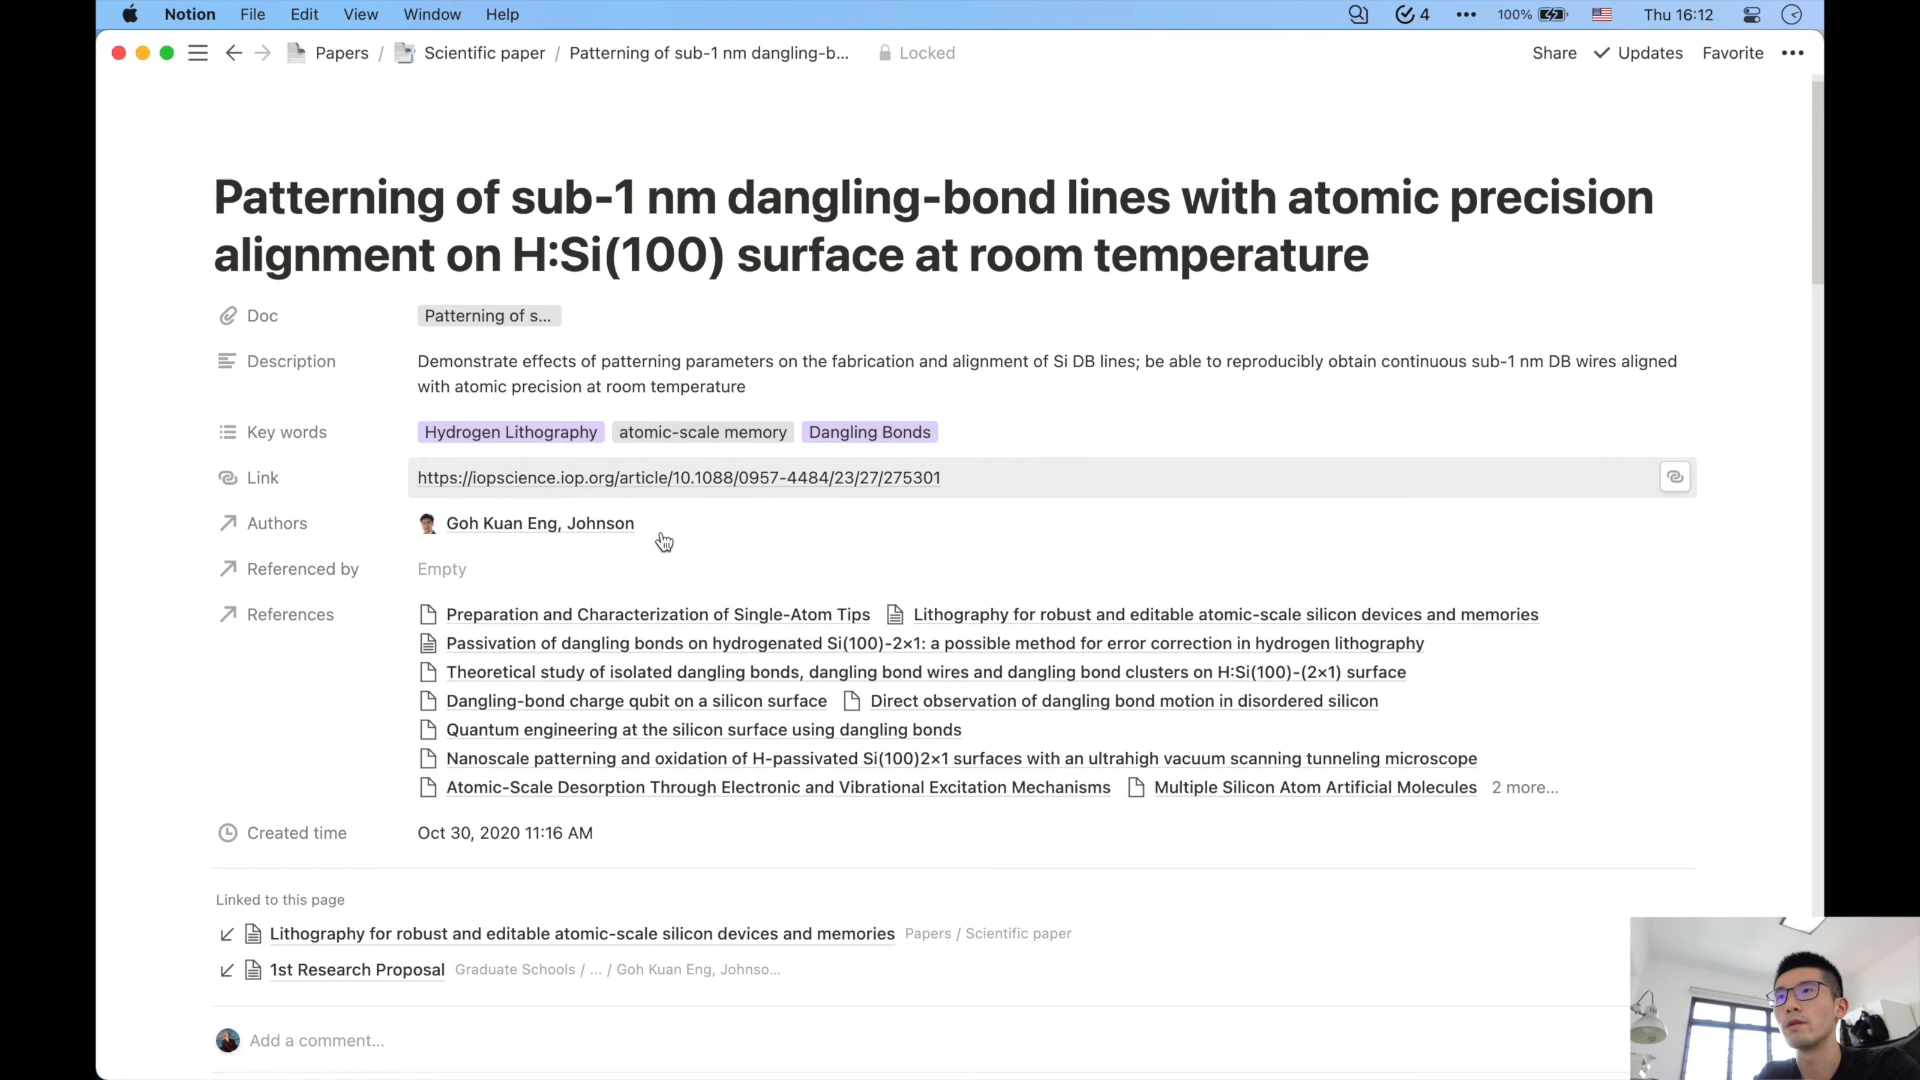 Notion File Edit View Window Help 4 ••• 100% Thu 16:12
Papers / Scientific paper / Patterning of sub-1 nm dangling-b... Locked Share Updates Favorite •••
Patterning of sub-1 nm dangling-bond lines with atomic precision
alignment on H:Si(100) surface at room temperature
Doc Patterning of s...
Description Demonstrate effects of patterning parameters on the fabrication and alignment of Si DB lines; be able to reproducibly obtain continuous sub-1 nm DB wires aligned
with atomic precision at room temperature
Key words Hydrogen Lithography atomic-scale memory Dangling Bonds
Link https://iopscience.iop.org/article/10.1088/0957-4484/23/27/275301
Authors Goh Kuan Eng, Johnson
Referenced by Empty
References Preparation and Characterization of Single-Atom Tips Lithography for robust and editable atomic-scale silicon devices and memories
Passivation of dangling bonds on hydrogenated Si(100)-2×1: a possible method for error correction in hydrogen lithography
Theoretical study of isolated dangling bonds, dangling bond wires and dangling bond clusters on H:Si(100)-(2×1) surface
Dangling-bond charge qubit on a silicon surface Direct observation of dangling bond motion in disordered silicon
Quantum engineering at the silicon surface using dangling bonds
Nanoscale patterning and oxidation of H-passivated Si(100)2×1 surfaces with an ultrahigh vacuum scanning tunneling microscope
Atomic-Scale Desorption Through Electronic and Vibrational Excitation Mechanisms Multiple Silicon Atom Artificial Molecules 2 more...
Created time Oct 30, 2020 11:16 AM
Linked to this page
Lithography for robust and editable atomic-scale silicon devices and memories Papers / Scientific paper
1st Research Proposal Graduate Schools / ... / Goh Kuan Eng, Johnso...
Add a comment...